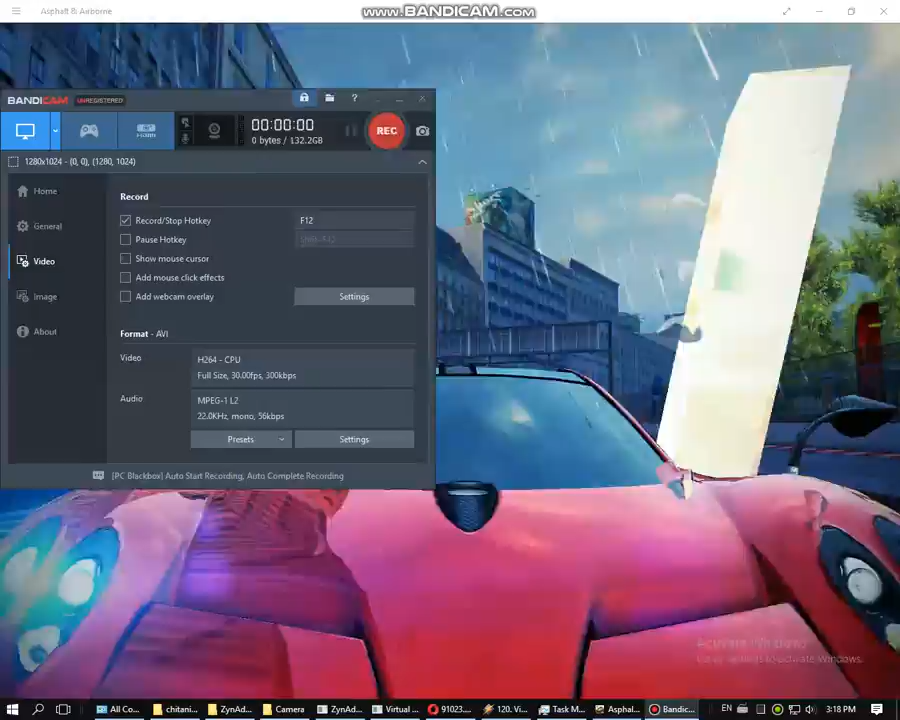 Asphalt 8: Airborne
www.BANDICAM.com
BANDICAM UNREGISTERED
?
HDMI
00:00:00
0 bytes / 132.2GB
REC
1280x1024 - (0, 0), (1280, 1024)
Home
General
Video
Image
About
Record
Record/Stop Hotkey
F12
Pause Hotkey
Shift+F12
Show mouse cursor
Add mouse click effects
Add webcam overlay
Settings
Format - AVI
Video
H264 - CPU
Full Size, 30.00fps, 300kbps
Audio
MPEG-1 L2
22.0KHz, mono, 56kbps
Presets
Settings
[PC Blackbox] Auto Start Recording, Auto Complete Recording
Activate Windows
Go to Settings to activate Windows.
All Co...
chitani...
ZynAd...
Camera
ZynAd...
Virtual ...
91023...
120. Vi...
Task M...
Asphal...
Bandic...
EN
3:18 PM